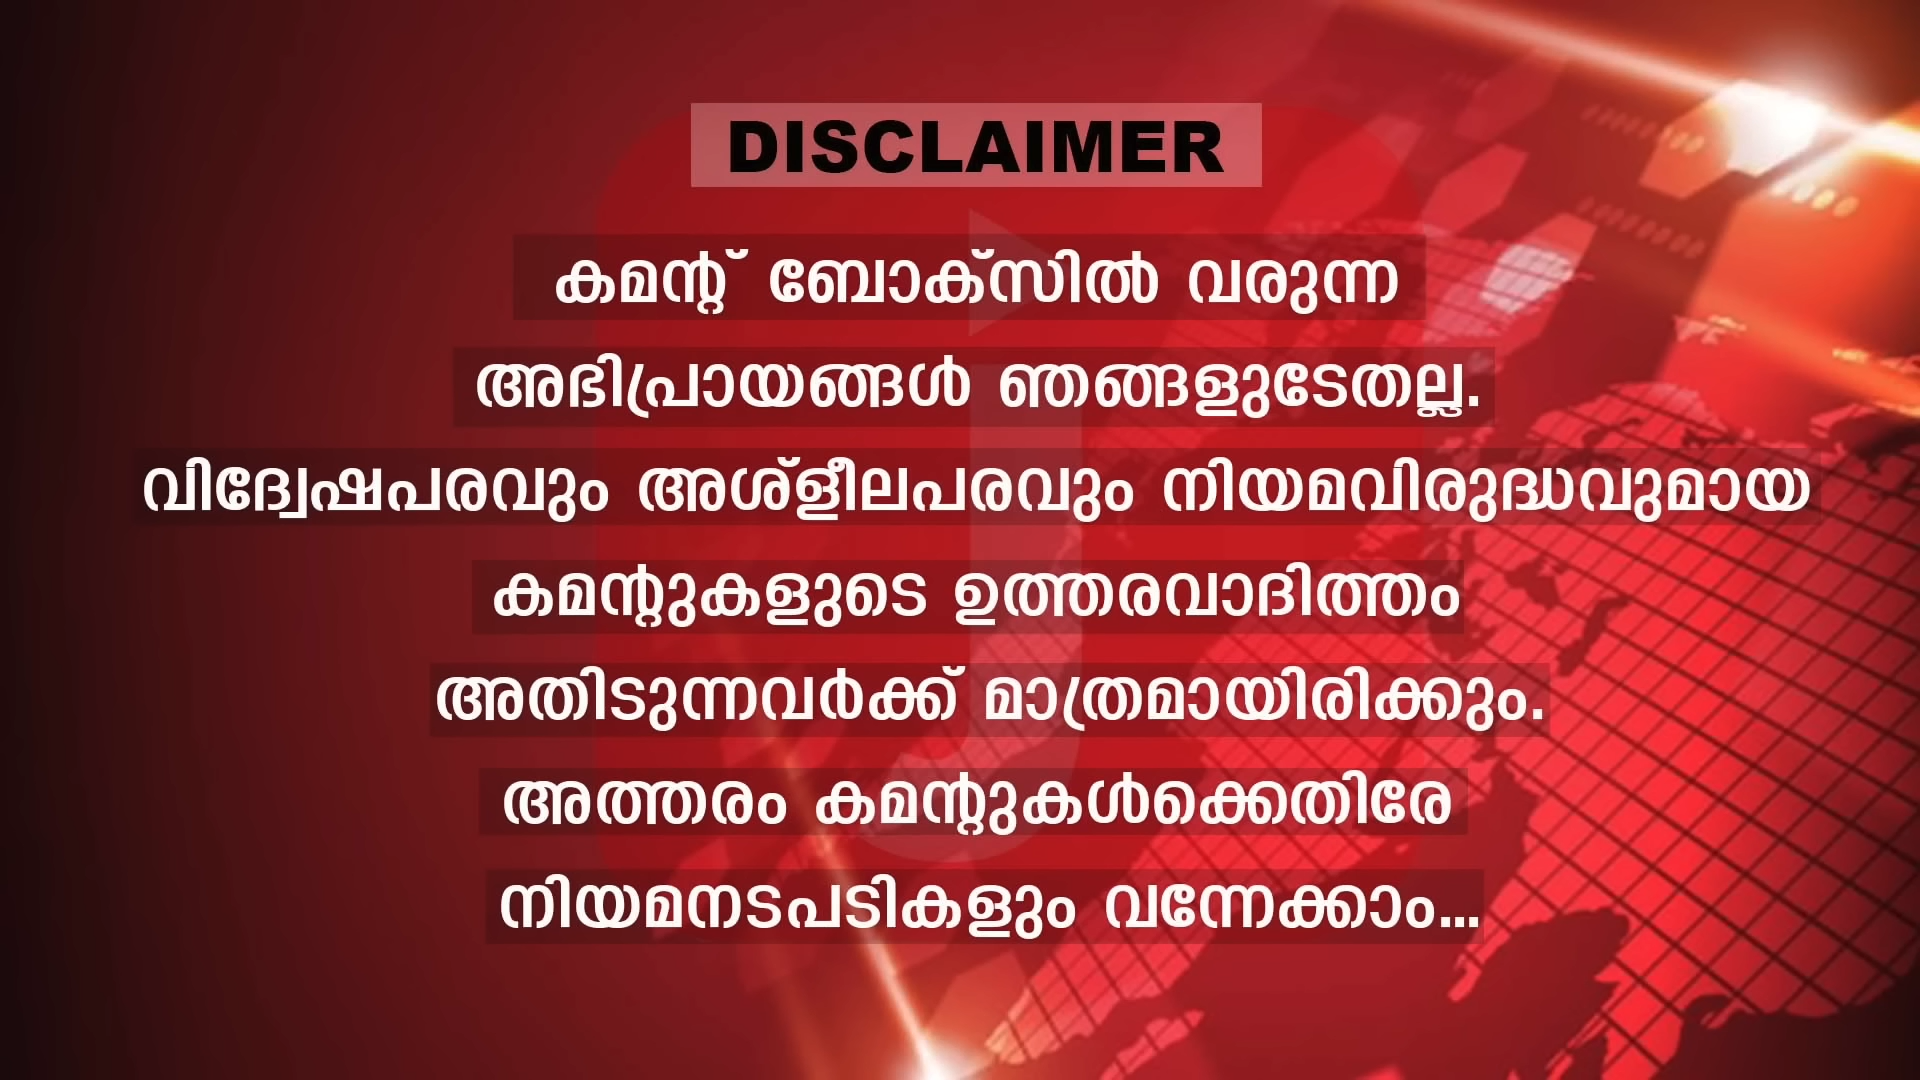 DISCLAIMER
കമന്റ് ബോക്സിൽ വരുന്ന
അഭിപ്രായങ്ങൾ ഞങ്ങളുടേതല്ല.
വിദ്വേഷപരവും അശ്ളീലപരവും നിയമവിരുദ്ധവുമായ
കമന്റുകളുടെ ഉത്തരവാദിത്തം
അതിടുന്നവർക്ക് മാത്രമായിരിക്കും.
അത്തരം കമന്റുകൾക്കെതിരേ
നിയമനടപടികളും വന്നേക്കാം...